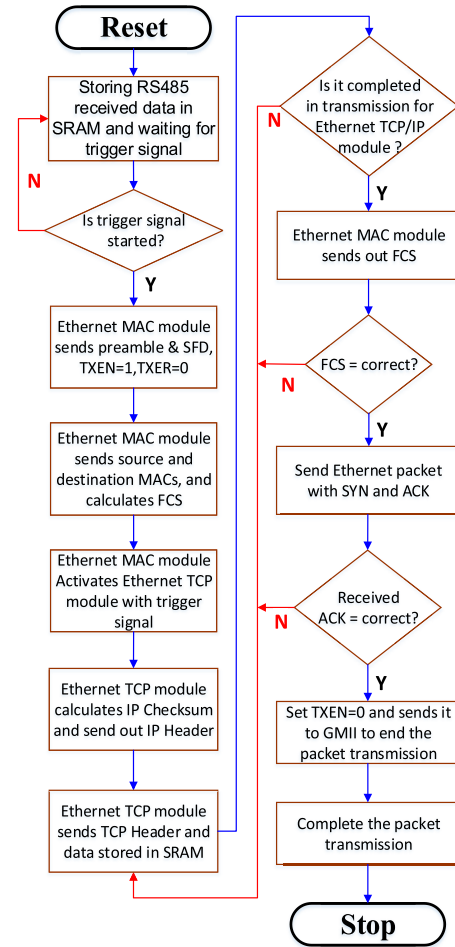 Reset
Storing RS485
received data in
SRAM and waiting for
trigger signal
N
Is trigger signal
started?
Y
Ethernet MAC module
sends preamble & SFD,
TXEN=1,TXER=0
Ethernet MAC module
sends source and
destination MACs, and
calculates FCS
Ethernet MAC module
Activates Ethernet TCP
module with trigger
signal
Ethernet TCP module
calculates IP Checksum
and send out IP Header
Ethernet TCP module
sends TCP Header and
data stored in SRAM
Is it completed
in transmission for
Ethernet TCP/IP
module ?
N
Y
Ethernet MAC module
sends out FCS
FCS = correct?
N
Y
Send Ethernet packet
with SYN and ACK
Received
ACK = correct?
N
Y
Set TXEN=0 and sends it
to GMII to end the
packet transmission
Complete the packet
transmission
Stop